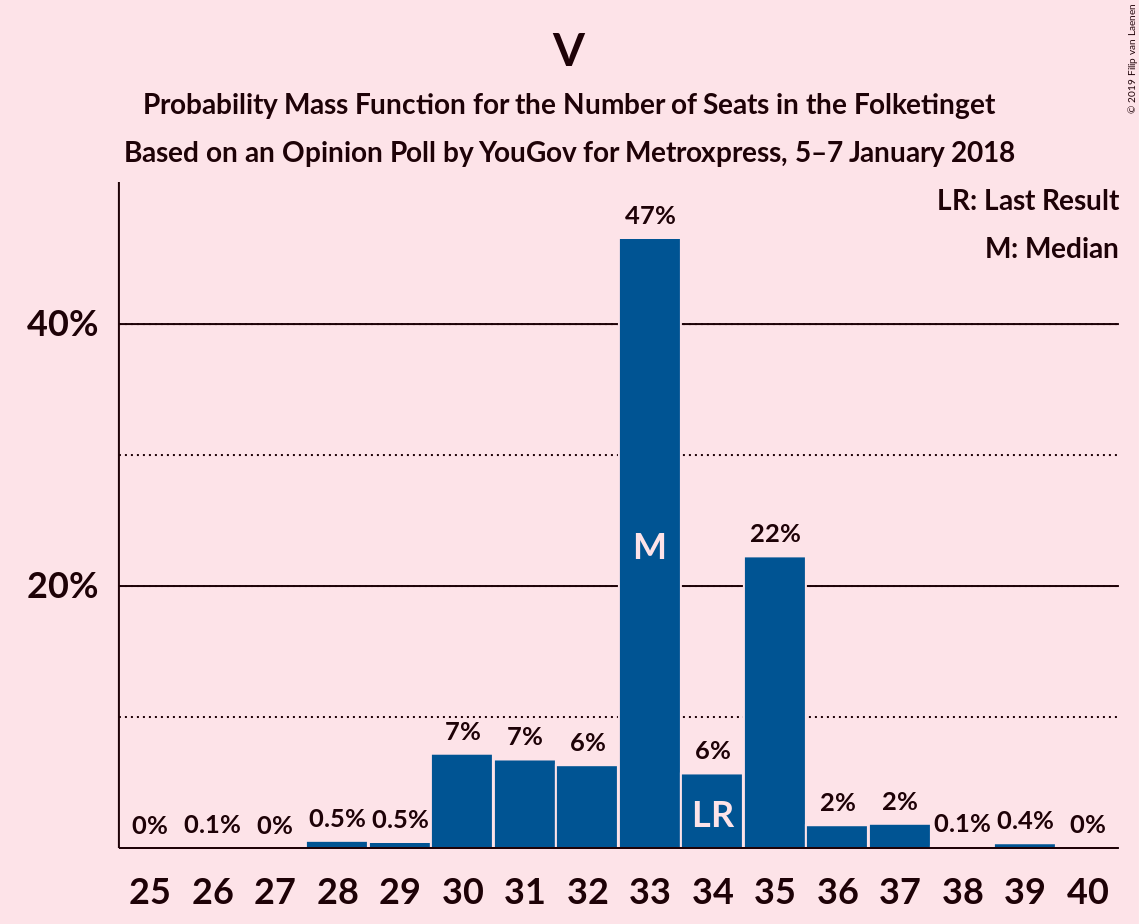 V
Probability Mass Function for the Number of Seats in the Folketinget
Based on an Opinion Poll by YouGov for Metroxpress, 5–7 January 2018
© 2019 Filip van Laenen
LR: Last Result
M: Median
40%
20%
0% 0.1% 0% 0.5% 0.5% 7% 7% 6% 47% 6% 22% 2% 2% 0.1% 0.4% 0%
M
LR
25 26 27 28 29 30 31 32 33 34 35 36 37 38 39 40